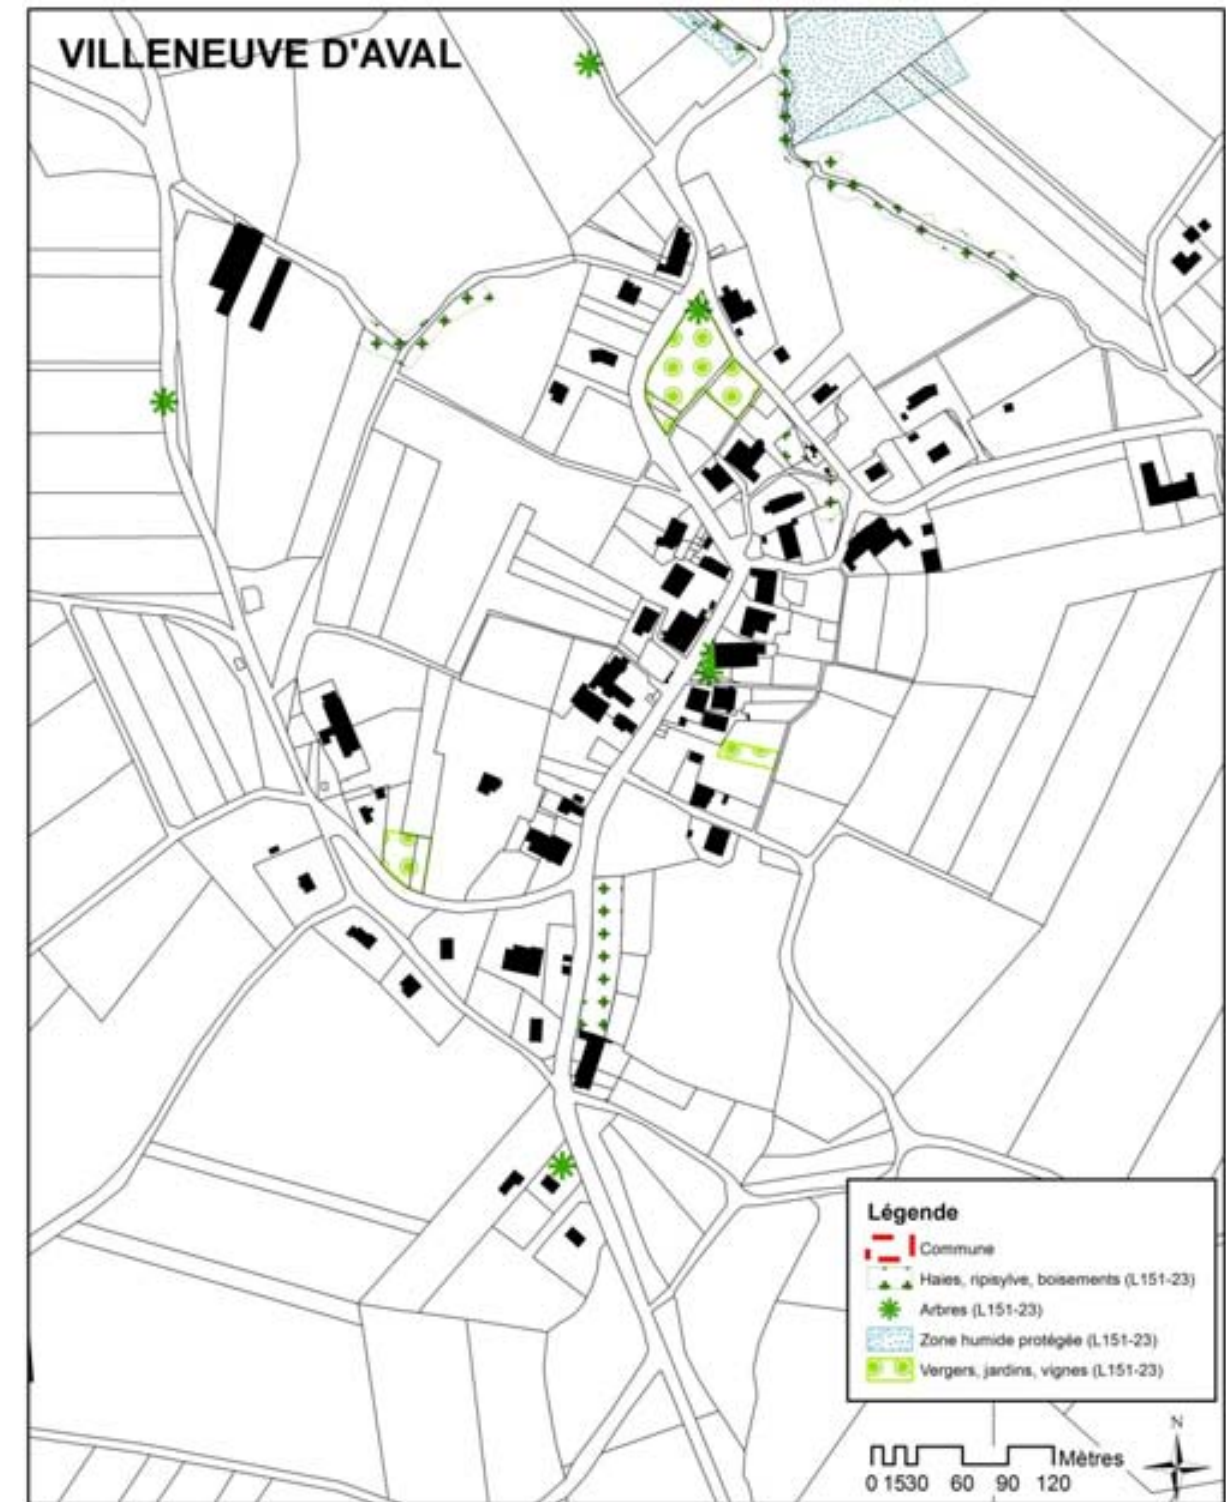 VILLENEUVE D'AVAL
Légende
Commune
Haies, ripisylve, boisements (L151-23)
Arbres (L151-23)
Zone humide protégée (L151-23)
Vergers, jardins, vignes (L151-23)
N
Mètres
0 1530 60 90 120